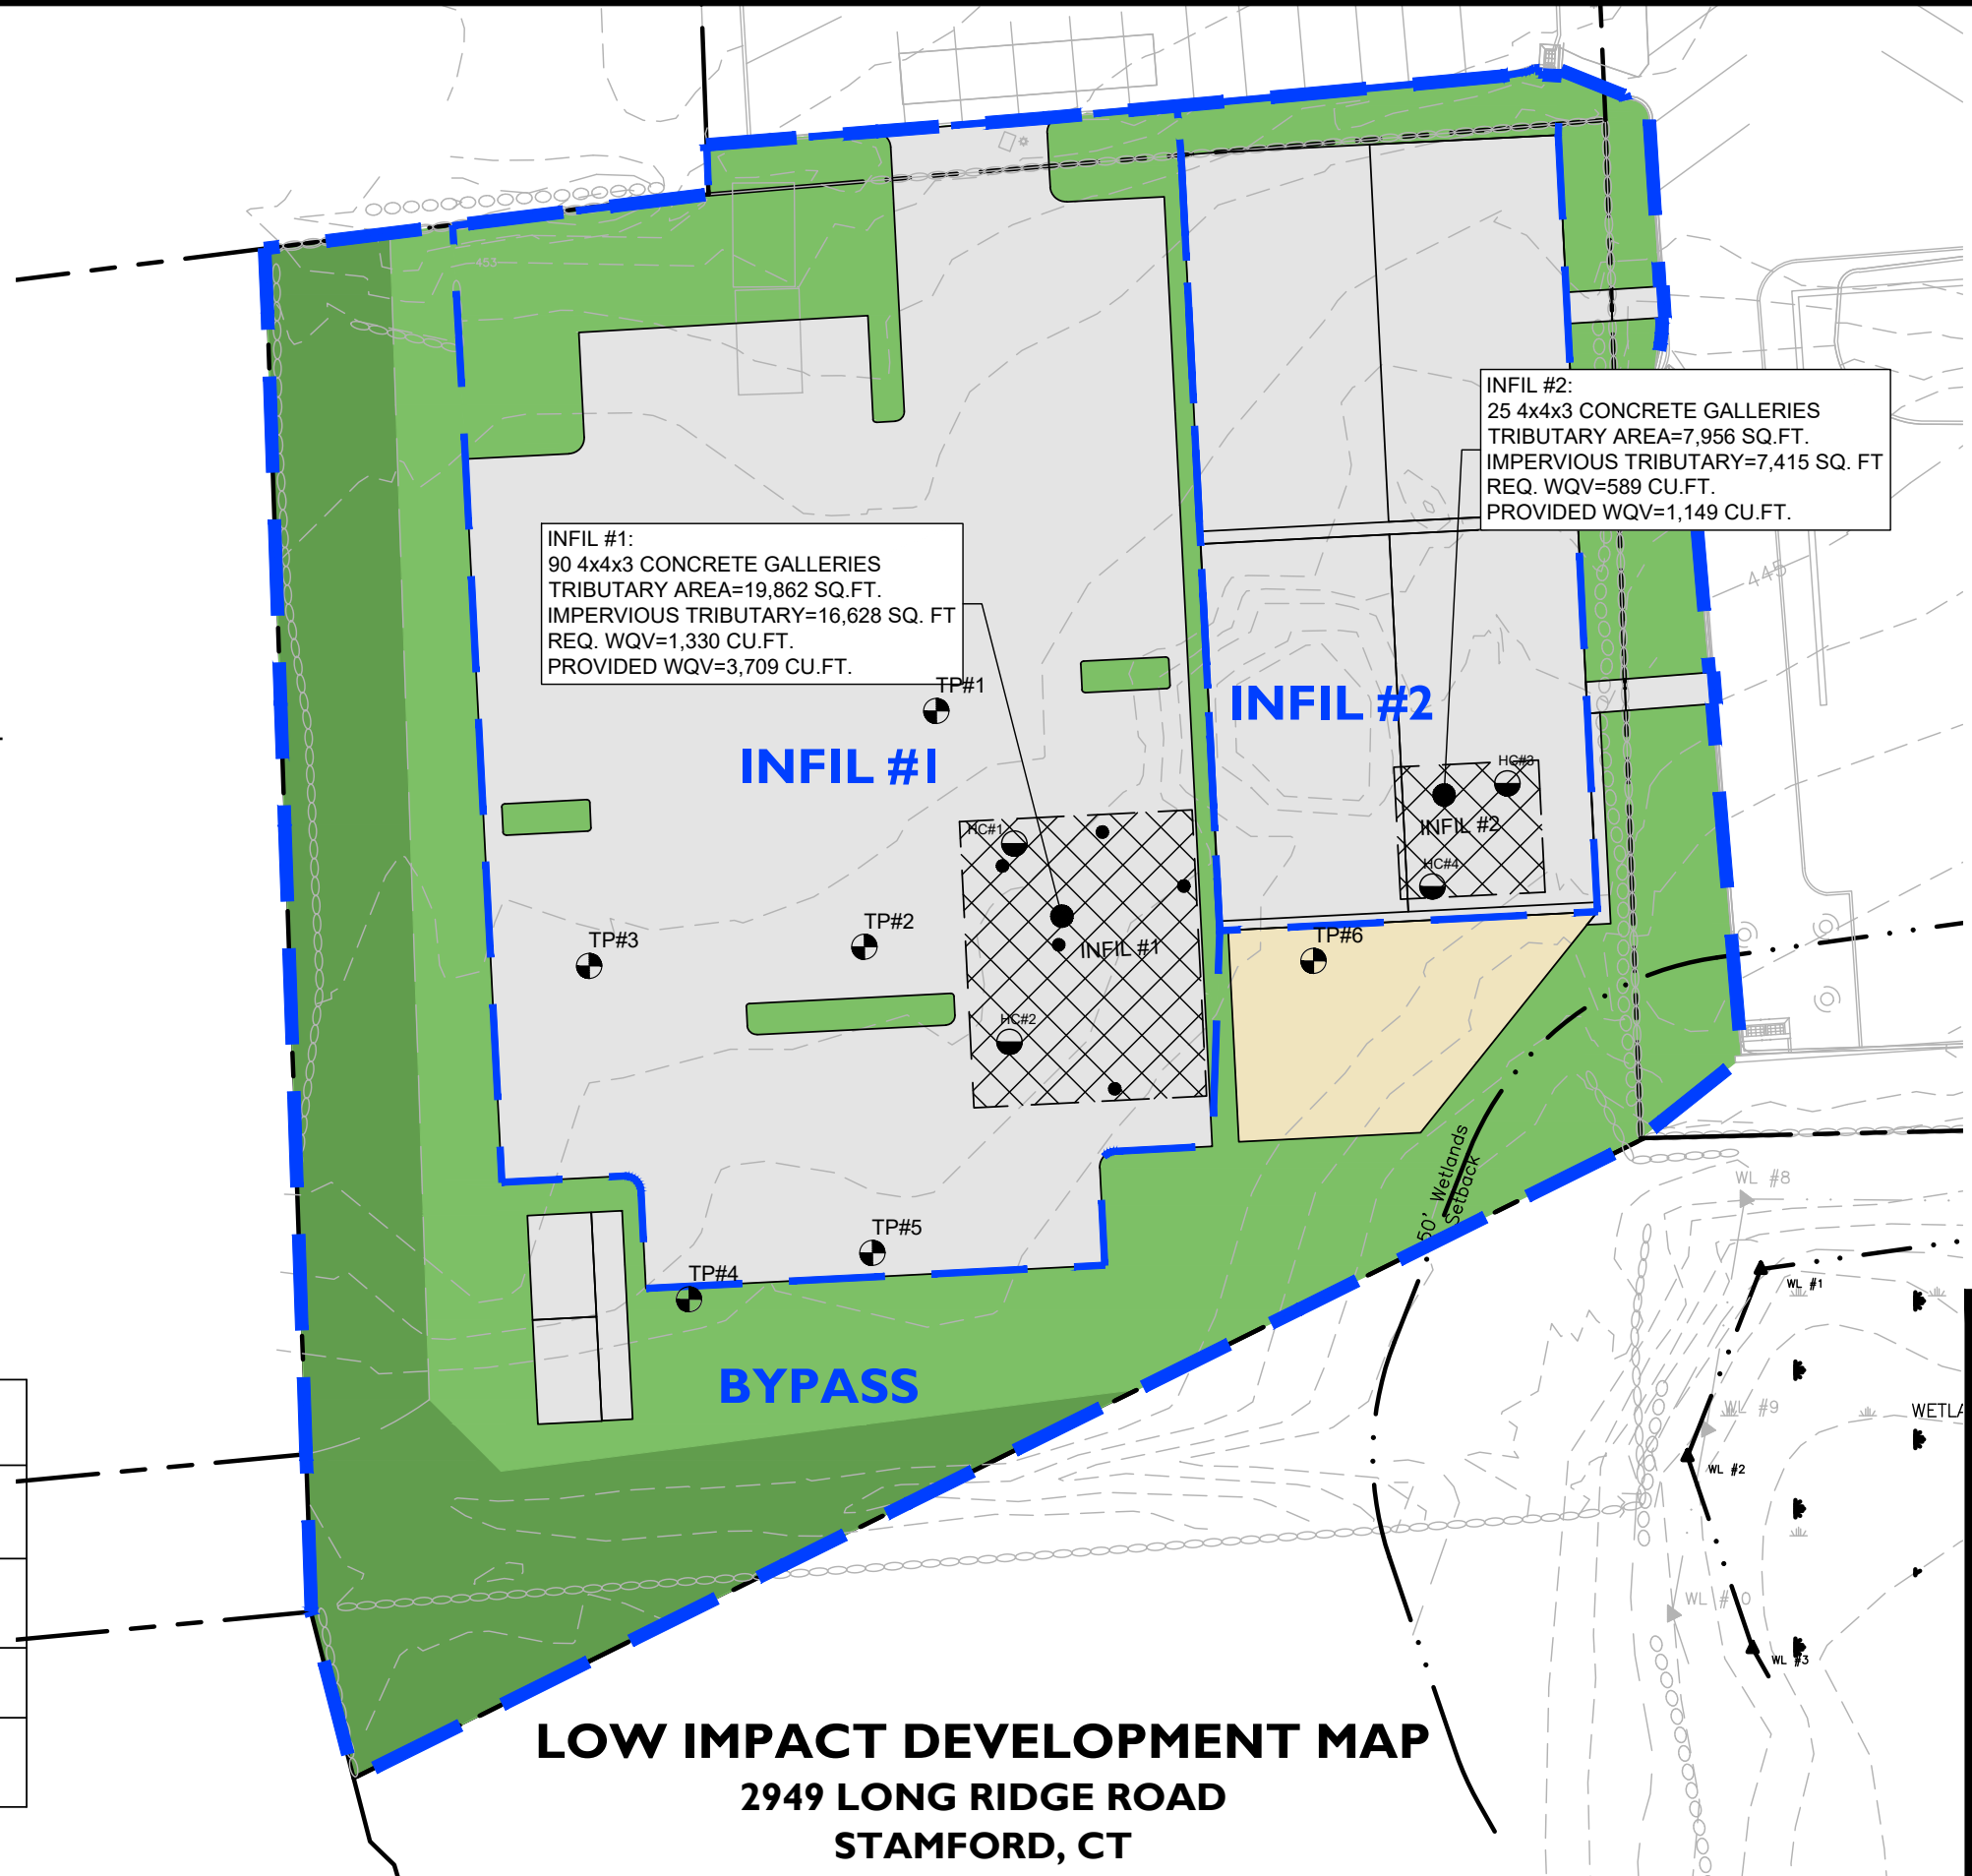 453
INFIL #2:
25 4x4x3 CONCRETE GALLERIES
TRIBUTARY AREA=7,956 SQ.FT.
IMPERVIOUS TRIBUTARY=7,415 SQ. FT
REQ. WQV=589 CU.FT.
PROVIDED WQV=1,149 CU.FT.
INFIL #1:
90 4x4x3 CONCRETE GALLERIES
TRIBUTARY AREA=19,862 SQ.FT.
IMPERVIOUS TRIBUTARY=16,628 SQ. FT
REQ. WQV=1,330 CU.FT.
PROVIDED WQV=3,709 CU.FT.
445
TP#1
INFIL #2
INFIL #1
HC#3
INFIL #2
HC#1
HC#4
TP#2
TP#3
INFIL #1
TP#6
HC#2
50' Wetlands
Setback
WL #8
TP#5
TP#4
WL #1
BYPASS
WL #9
WETLA
WL #2
WL #10
WL #3
LOW IMPACT DEVELOPMENT MAP
2949 LONG RIDGE ROAD
STAMFORD, CT